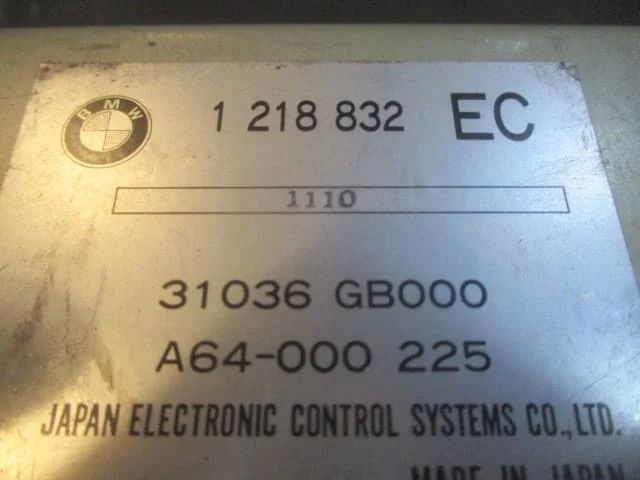 BMW
1 218 832 EC
1110
31036 GB000
A64-000 225
JAPAN ELECTRONIC CONTROL SYSTEMS CO.,LTD.
MADE IN JAPAN